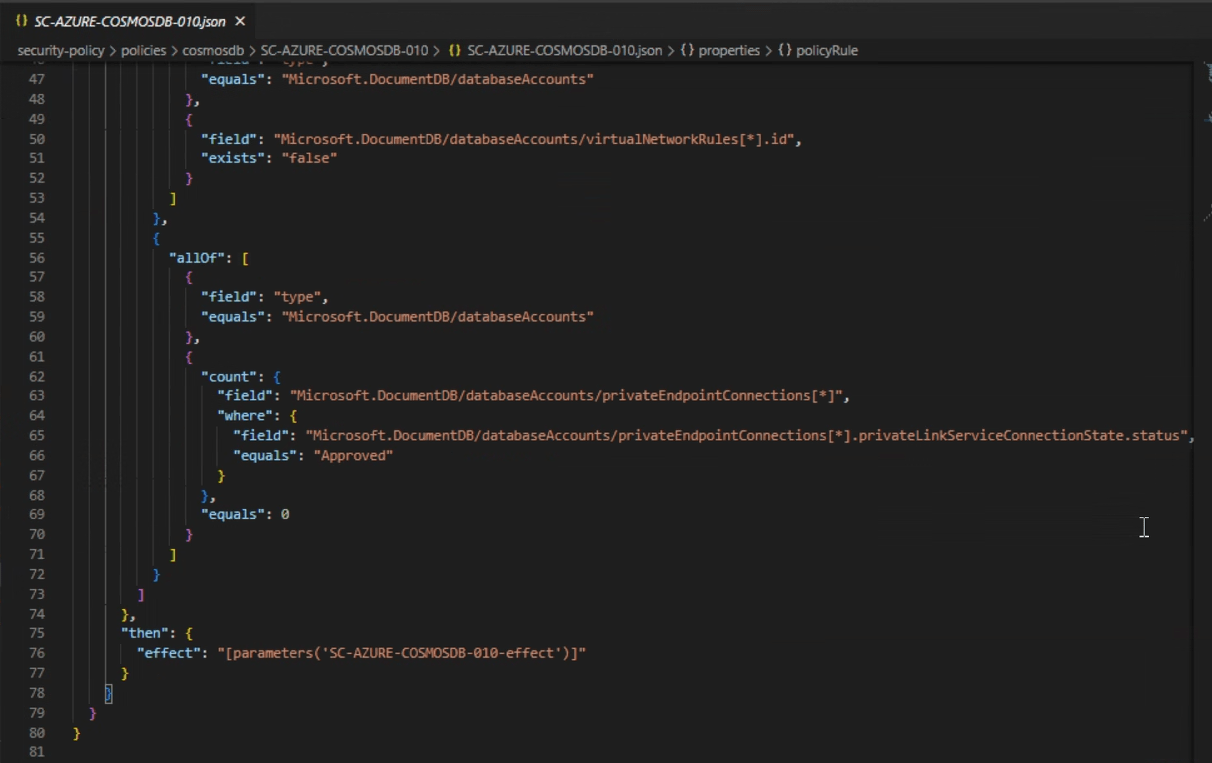 {} SC-AZURE-COSMOSDB-010.json ×
security-policy > policies > cosmosdb > SC-AZURE-COSMOSDB-010 > {} SC-AZURE-COSMOSDB-010.json > {} properties > {} policyRule
47 "equals": "Microsoft.DocumentDB/databaseAccounts"
48 },
49 {
50 "field": "Microsoft.DocumentDB/databaseAccounts/virtualNetworkRules[*].id",
51 "exists": "false"
52 }
53 ]
54 },
55 {
56 "allOf": [
57 {
58 "field": "type",
59 "equals": "Microsoft.DocumentDB/databaseAccounts"
60 },
61 {
62 "count": {
63 "field": "Microsoft.DocumentDB/databaseAccounts/privateEndpointConnections[*]",
64 "where": {
65 "field": "Microsoft.DocumentDB/databaseAccounts/privateEndpointConnections[*].privateLinkServiceConnectionState.status",
66 "equals": "Approved"
67 }
68 },
69 "equals": 0
70 }
71 ]
72 }
73 ]
74 },
75 "then": {
76 "effect": "[parameters('SC-AZURE-COSMOSDB-010-effect')]"
77 }
78 }
79 }
80 }
81